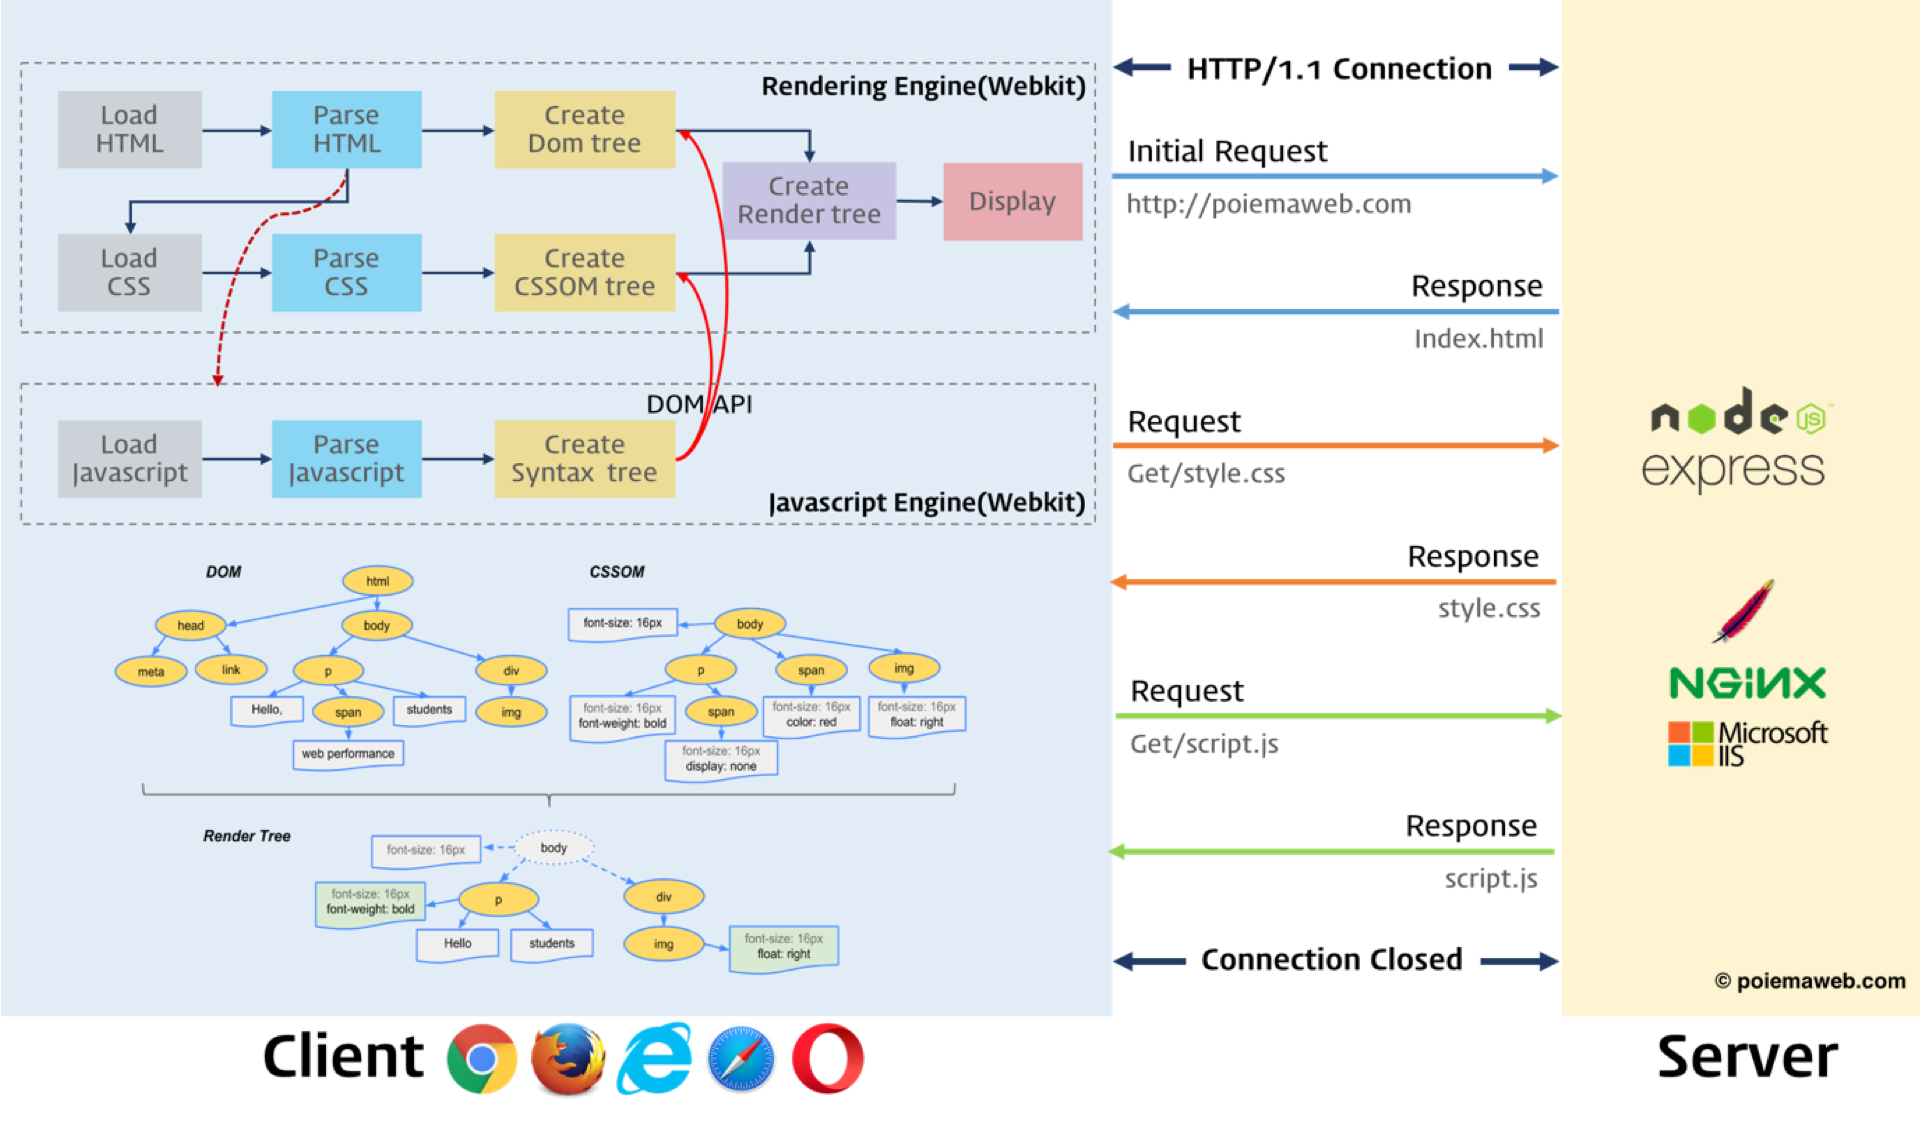 Rendering Engine(Webkit)
Load
HTML
Parse
HTML
Create
Dom tree
Create
Render tree
Display
Load
CSS
Parse
CSS
Create
CSSOM tree
DOM API
Load
Javascript
Parse
Javascript
Create
Syntax tree
Javascript Engine(Webkit)
DOM
html
head
body
meta
link
p
div
Hello,
span
students
img
web performance
CSSOM
font-size: 16px
body
p
span
img
font-size: 16px
font-weight: bold
span
font-size: 16px
color: red
font-size: 16px
float: right
font-size: 16px
display: none
Render Tree
font-size: 16px
body
font-size: 16px
font-weight: bold
p
div
Hello
students
img
font-size: 16px
float: right
HTTP/1.1 Connection
Initial Request
http://poiemaweb.com
Response
Index.html
Request
Get/style.css
Response
style.css
Request
Get/script.js
Response
script.js
Connection Closed
node JS
express
NGINX
Microsoft
IIS
© poiemaweb.com
Client
Server